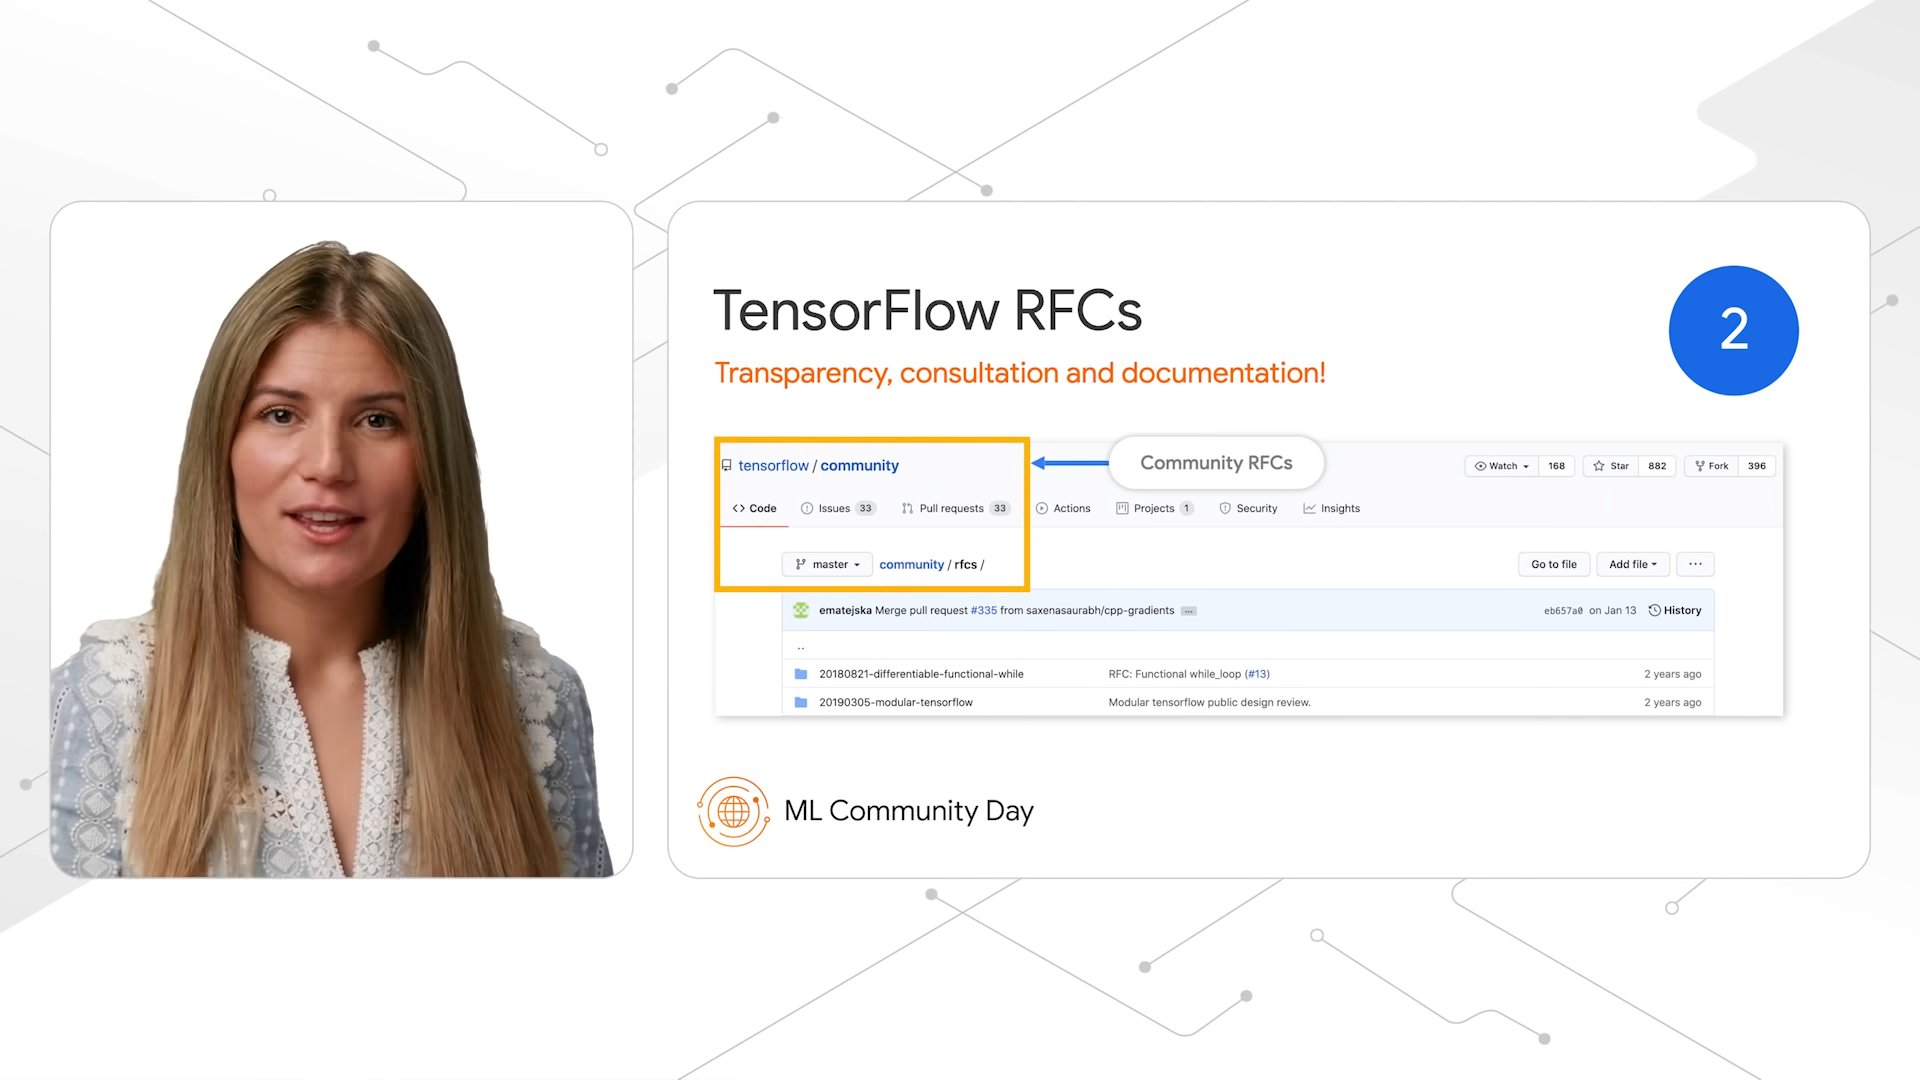 TensorFlow RFCs
2
Transparency, consultation and documentation!
tensorflow / community
Community RFCs
Watch 168 Star 882 Fork 396
Code Issues 33 Pull requests 33 Actions Projects 1 Security Insights
master community / rfcs / Go to file Add file ...
ematejska Merge pull request #335 from saxenasaurabh/cpp-gradients ... eb657a0 on Jan 13 History
..
20180821-differentiable-functional-while RFC: Functional while_loop (#13) 2 years ago
20190305-modular-tensorflow Modular tensorflow public design review. 2 years ago
ML Community Day